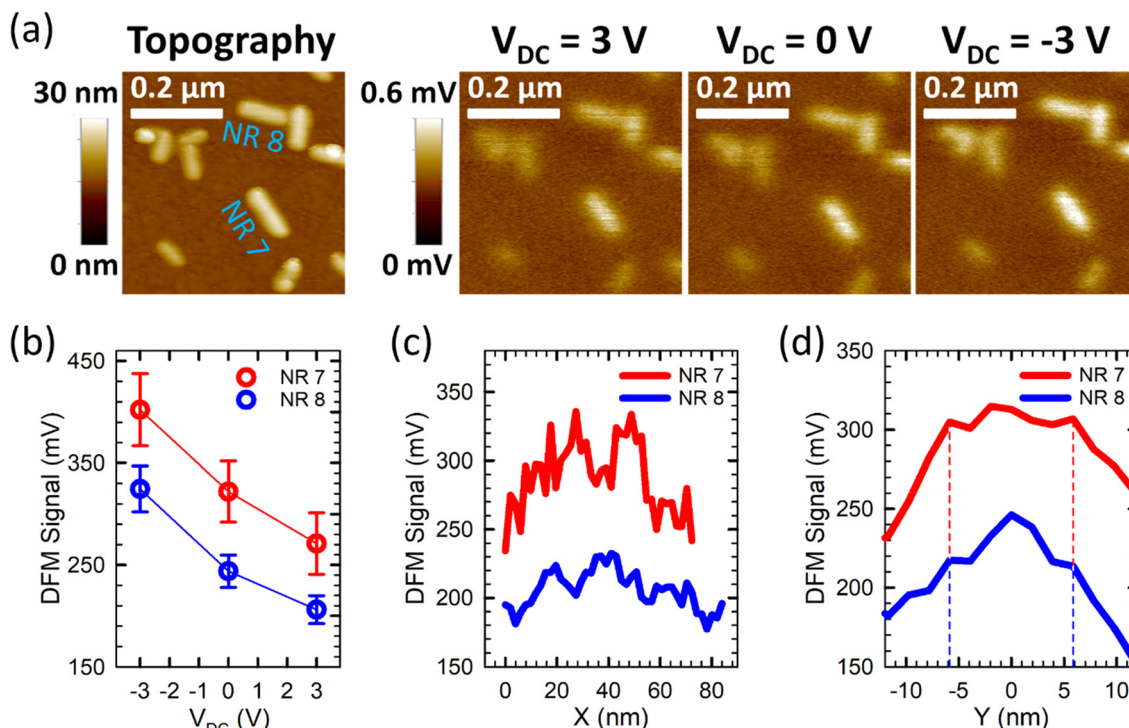 (a)
Topography
V_DC = 3 V
V_DC = 0 V
V_DC = -3 V
30 nm
0 nm
0.2 µm
NR 8
NR 7
0.6 mV
0 mV
0.2 µm
0.2 µm
0.2 µm
(b)
DFM Signal (mV)
450
350
250
150
NR 7
NR 8
-3 -2 -1 0 1 2 3
V_DC (V)
(c)
DFM Signal (mV)
350
300
250
200
150
NR 7
NR 8
0 20 40 60 80
X (nm)
(d)
DFM Signal (mV)
350
300
250
200
150
NR 7
NR 8
-10 -5 0 5 10
Y (nm)